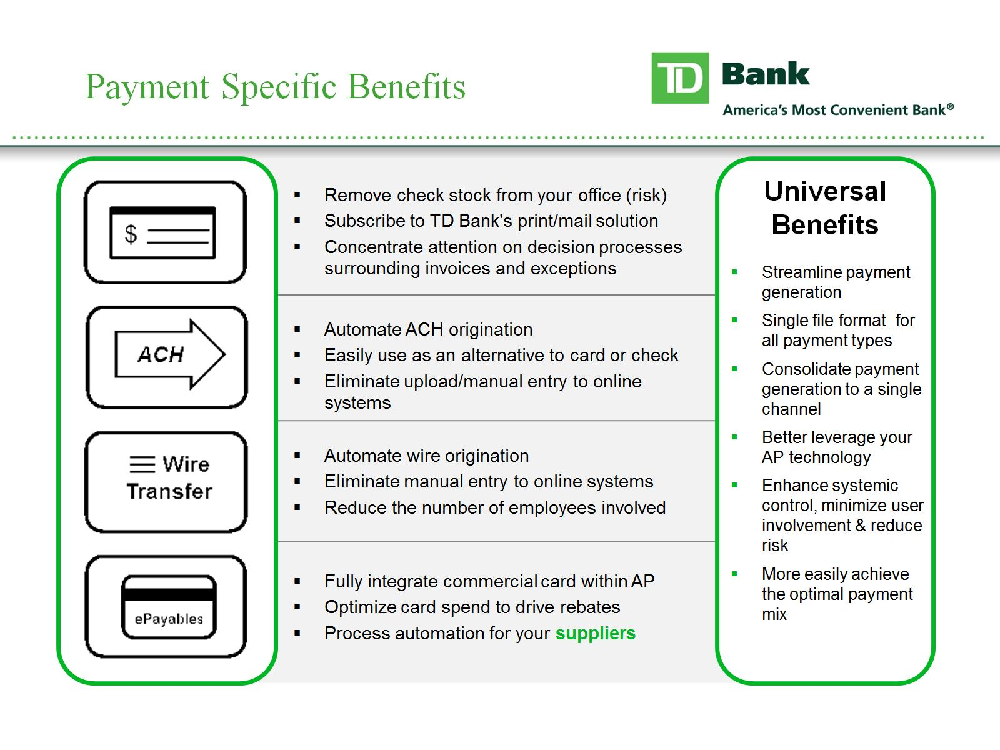 Payment Specific Benefits
TD Bank
America's Most Convenient Bank®
$
▪ Remove check stock from your office (risk)
▪ Subscribe to TD Bank's print/mail solution
▪ Concentrate attention on decision processes
surrounding invoices and exceptions
ACH
▪ Automate ACH origination
▪ Easily use as an alternative to card or check
▪ Eliminate upload/manual entry to online
systems
Wire
Transfer
▪ Automate wire origination
▪ Eliminate manual entry to online systems
▪ Reduce the number of employees involved
ePayables
▪ Fully integrate commercial card within AP
▪ Optimize card spend to drive rebates
▪ Process automation for your suppliers
Universal
Benefits
▪ Streamline payment
generation
▪ Single file format for
all payment types
▪ Consolidate payment
generation to a single
channel
▪ Better leverage your
AP technology
▪ Enhance systemic
control, minimize user
involvement & reduce
risk
▪ More easily achieve
the optimal payment
mix